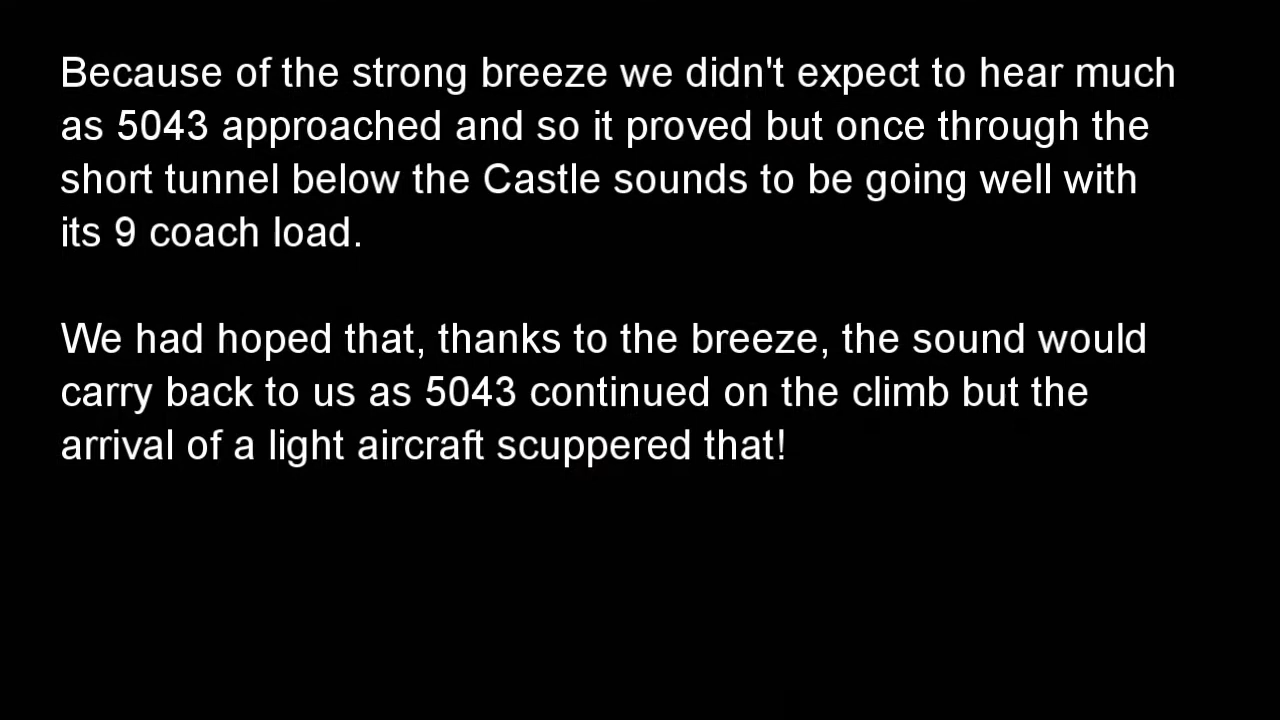 Because of the strong breeze we didn't expect to hear much
as 5043 approached and so it proved but once through the
short tunnel below the Castle sounds to be going well with
its 9 coach load.
We had hoped that, thanks to the breeze, the sound would
carry back to us as 5043 continued on the climb but the
arrival of a light aircraft scuppered that!